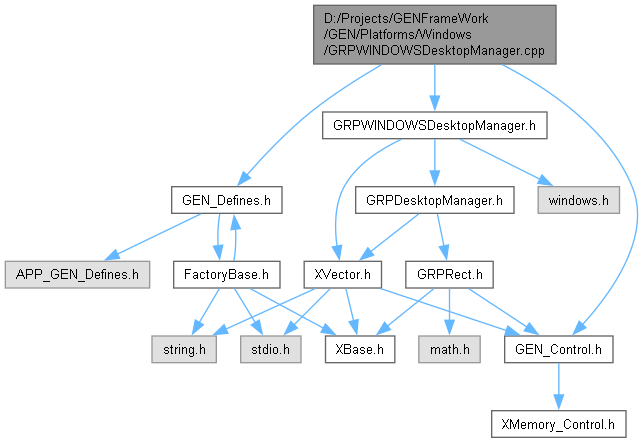 D:/Projects/GENFrameWork
/GEN/Platforms/Windows
/GRPWINDOWSDesktopManager.cpp
GRPWINDOWSDesktopManager.h
GEN_Defines.h
GRPDesktopManager.h
windows.h
APP_GEN_Defines.h
FactoryBase.h
XVector.h
GRPRect.h
string.h
stdio.h
XBase.h
math.h
GEN_Control.h
XMemory_Control.h